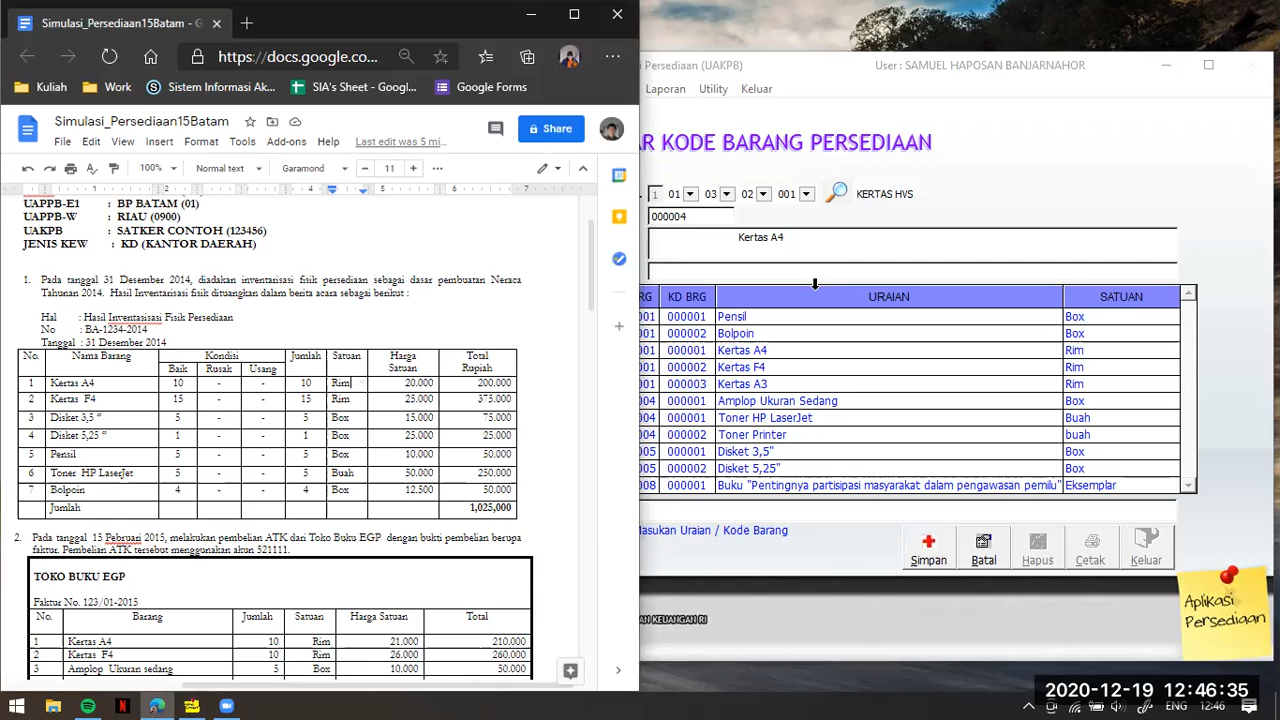 Simulasi_Persediaan15Batam - G
https://docs.google.co...
Kuliah
Work
Sistem Informasi Ak...
SIA's Sheet - Googl...
Google Forms
Simulasi_Persediaan15Batam
Share
File Edit View Insert Format Tools Add-ons Help Last edit was 5 mi...
100% Normal text Garamond 11
1 2 3 4 5 6 7
UAPPB-E1 : BP BATAM (01)
UAPPB-W : RIAU (0900)
UAKPB : SATKER CONTOH (123456)
JENIS KEW : KD (KANTOR DAERAH)
1. Pada tanggal 31 Desember 2014, diadakan inventarisasi fisik persediaan sebagai dasar pembuatan Neraca
Tahunan 2014. Hasil Inventarisasi fisik dituangkan dalam berita acara sebagai berikut :
Hal : Hasil Inventasisasi Fisik Persediaan
No : BA-1234-2014
Tanggal : 31 Desember 2014
No. Nama Barang Kondisi Jumlah Satuan Harga Satuan Total Rupiah
Baik Rusak Usang
1 Kertas A4 10 - - 10 Rim 20.000 200.000
2 Kertas F4 15 - - 15 Rim 25.000 375.000
3 Disket 3,5 " 5 - - 5 Box 15.000 75.000
4 Disket 5,25 " 1 - - 1 Box 25.000 25.000
5 Pensil 5 - - 5 Box 10.000 50.000
6 Toner HP LaserJet 5 - - 5 Buah 50.000 250.000
7 Bolpoin 4 - - 4 Box 12.500 50.000
Jumlah 1,025,000
2. Pada tanggal 15 Pebruari 2015, melakukan pembelian ATK dari Toko Buku EGP dengan bukti pembelian berupa
faktur. Pembelian ATK tersebut menggunakan akun 521111.
TOKO BUKU EGP
Faktur No. 123/01-2015
No. Barang Jumlah Satuan Harga Satuan Total
1 Kertas A4 10 Rim 21.000 210.000
2 Kertas F4 10 Rim 26.000 260.000
3 Amplop Ukuran sedang 5 Box 10.000 50.000
i Persediaan (UAKPB)
User : SAMUEL HAPOSAN BANJARNAHOR
Laporan Utility Keluar
AR KODE BARANG PERSEDIAAN
1 01 03 02 001 KERTAS HVS
000004
Kertas A4
RG KD BRG URAIAN SATUAN
001 000001 Pensil Box
001 000002 Bolpoin Box
001 000001 Kertas A4 Rim
001 000002 Kertas F4 Rim
001 000003 Kertas A3 Rim
004 000001 Amplop Ukuran Sedang Box
004 000001 Toner HP LaserJet Buah
004 000002 Toner Printer buah
005 000001 Disket 3,5" Box
005 000002 Disket 5,25" Box
008 000001 Buku "Pentingnya partisipasi masyarakat dalam pengawasan pemilu" Eksemplar
Masukan Uraian / Kode Barang
Simpan Batal Hapus Cetak Keluar
AN KEUANGAN RI
Aplikasi
Persediaan
2020-12-19 12:46:35
ENG 12:46